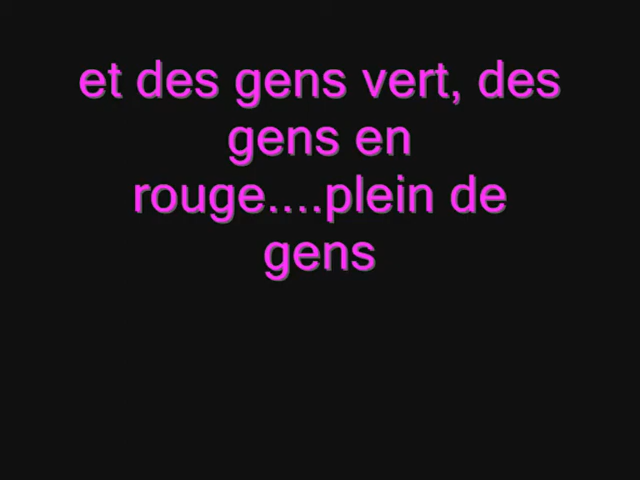 et des gens vert, des
gens en
rouge....plein de
gens